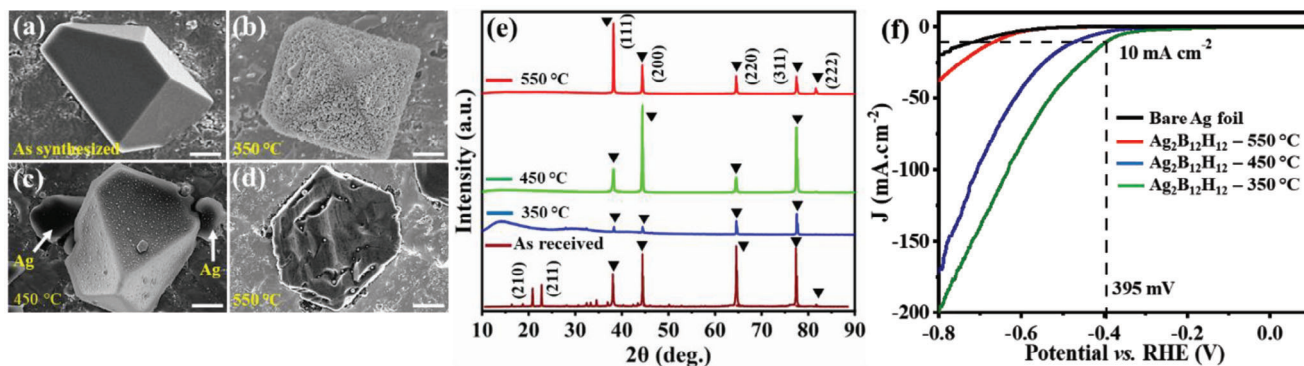 (a)
As synthesized
(b)
350 °C
(c)
Ag
Ag
450 °C
(d)
550 °C
(e)
Intensity (a.u.)
550 °C
(111)
(200)
(220)
(311)
(222)
450 °C
350 °C
As received
(210)
(211)
10 20 30 40 50 60 70 80 90
2θ (deg.)
(f)
J (mA.cm⁻²)
0
-50
-100
-150
-200
10 mA cm⁻²
Bare Ag foil
Ag₂B₁₂H₁₂ – 550 °C
Ag₂B₁₂H₁₂ – 450 °C
Ag₂B₁₂H₁₂ – 350 °C
395 mV
-0.8 -0.6 -0.4 -0.2 0.0
Potential vs. RHE (V)